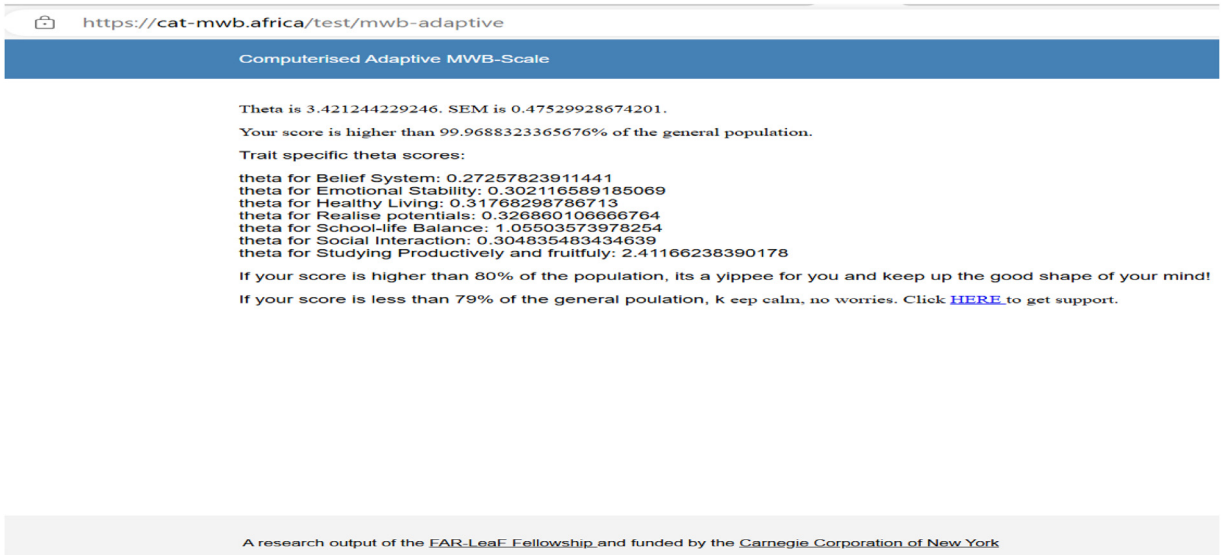 https://cat-mwb.africa/test/mwb-adaptive
Computerised Adaptive MWB-Scale
Theta is 3.421244229246. SEM is 0.47529928674201.
Your score is higher than 99.9688323365676% of the general population.
Trait specific theta scores:
theta for Belief System: 0.27257823911441
theta for Emotional Stability: 0.302116589185069
theta for Healthy Living: 0.31768298786713
theta for Realise potentials: 0.326860106666764
theta for School-life Balance: 1.05503573978254
theta for Social Interaction: 0.304835483434639
theta for Studying Productively and fruitfuly: 2.41166238390178
If your score is higher than 80% of the population, its a yippee for you and keep up the good shape of your mind!
If your score is less than 79% of the general poulation, k eep calm, no worries. Click HERE to get support.
A research output of the FAR-LeaF Fellowship and funded by the Carnegie Corporation of New York